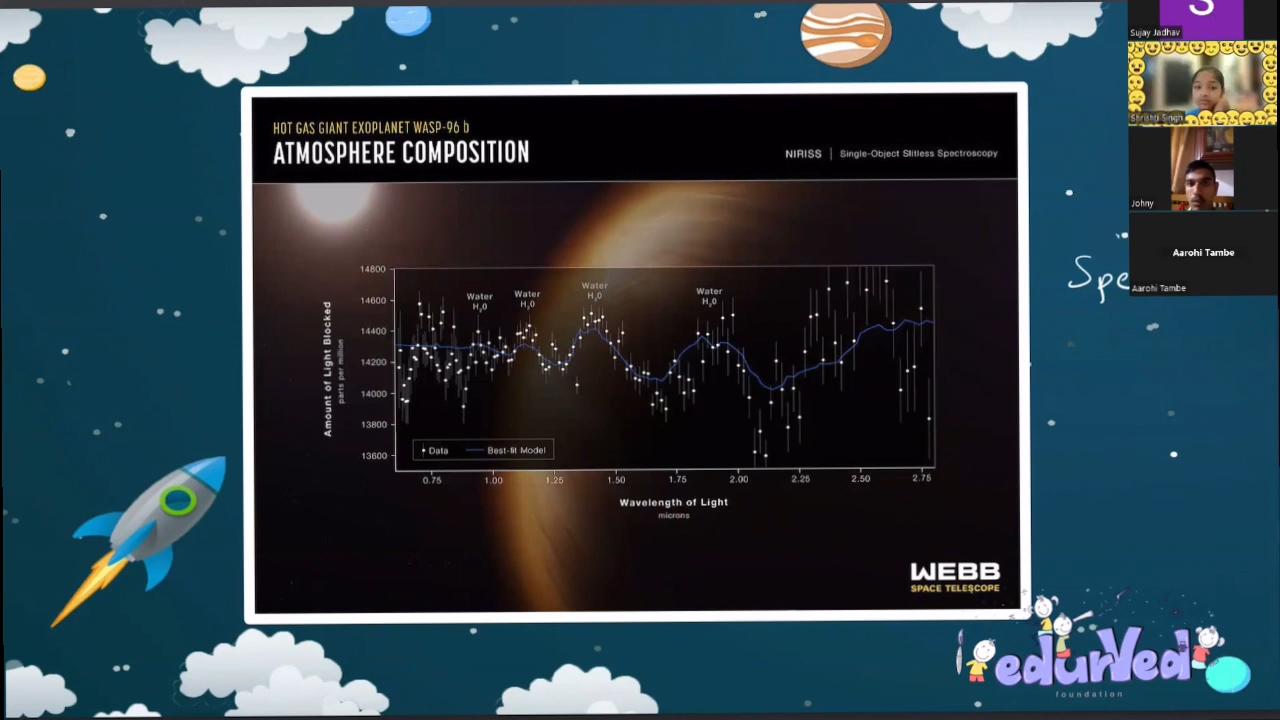 S
Sujay Jadhav
Shrishti Singh
Johny
Aarohi Tambe
Aarohi Tambe
HOT GAS GIANT EXOPLANET WASP-96 b
ATMOSPHERE COMPOSITION
NIRISS | Single-Object Slitless Spectroscopy
Spe
14800
14600
14400
14200
14000
13800
13600
Amount of Light Blocked
parts per million
Water
H₂O
Water
H₂O
Water
H₂O
Water
H₂O
Data
Best-fit Model
0.75 1.00 1.25 1.50 1.75 2.00 2.25 2.50 2.75
Wavelength of Light
microns
WEBB
SPACE TELESCOPE
edurVed
foundation